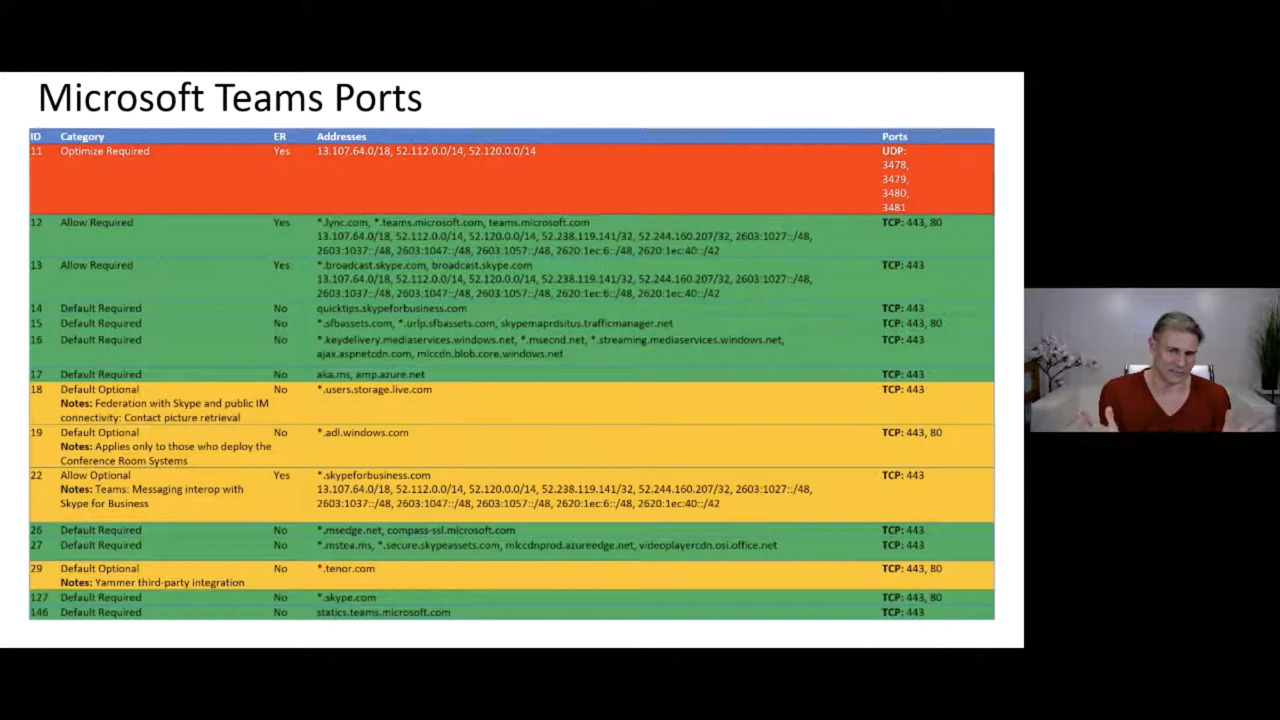 Microsoft Teams Ports
ID Category ER Addresses Ports
11 Optimize Required Yes 13.107.64.0/18, 52.112.0.0/14, 52.120.0.0/14 UDP:
3478,
3479,
3480,
3481
12 Allow Required Yes *.lync.com, *.teams.microsoft.com, teams.microsoft.com TCP: 443, 80
13.107.64.0/18, 52.112.0.0/14, 52.120.0.0/14, 52.238.119.141/32, 52.244.160.207/32, 2603:1027::/48,
2603:1037::/48, 2603:1047::/48, 2603:1057::/48, 2620:1ec:6::/48, 2620:1ec:40::/42
13 Allow Required Yes *.broadcast.skype.com, broadcast.skype.com TCP: 443
13.107.64.0/18, 52.112.0.0/14, 52.120.0.0/14, 52.238.119.141/32, 52.244.160.207/32, 2603:1027::/48,
2603:1037::/48, 2603:1047::/48, 2603:1057::/48, 2620:1ec:6::/48, 2620:1ec:40::/42
14 Default Required No quicktips.skypeforbusiness.com TCP: 443
15 Default Required No *.sfbassets.com, *.urlp.sfbassets.com, skypemaprdsitus.trafficmanager.net TCP: 443, 80
16 Default Required No *.keydelivery.mediaservices.windows.net, *.msecnd.net, *.streaming.mediaservices.windows.net, TCP: 443
ajax.aspnetcdn.com, mlccdn.blob.core.windows.net
17 Default Required No aka.ms, amp.azure.net TCP: 443
18 Default Optional No *.users.storage.live.com TCP: 443
Notes: Federation with Skype and public IM
connectivity: Contact picture retrieval
19 Default Optional No *.adl.windows.com TCP: 443, 80
Notes: Applies only to those who deploy the
Conference Room Systems
22 Allow Optional Yes *.skypeforbusiness.com TCP: 443
Notes: Teams: Messaging interop with 13.107.64.0/18, 52.112.0.0/14, 52.120.0.0/14, 52.238.119.141/32, 52.244.160.207/32, 2603:1027::/48,
Skype for Business 2603:1037::/48, 2603:1047::/48, 2603:1057::/48, 2620:1ec:6::/48, 2620:1ec:40::/42
26 Default Required No *.msedge.net, compass-ssl.microsoft.com TCP: 443
27 Default Required No *.mstea.ms, *.secure.skypeassets.com, mlccdnprod.azureedge.net, videoplayercdn.osi.office.net TCP: 443
29 Default Optional No *.tenor.com TCP: 443, 80
Notes: Yammer third-party integration
127 Default Required No *.skype.com TCP: 443, 80
146 Default Required No statics.teams.microsoft.com TCP: 443